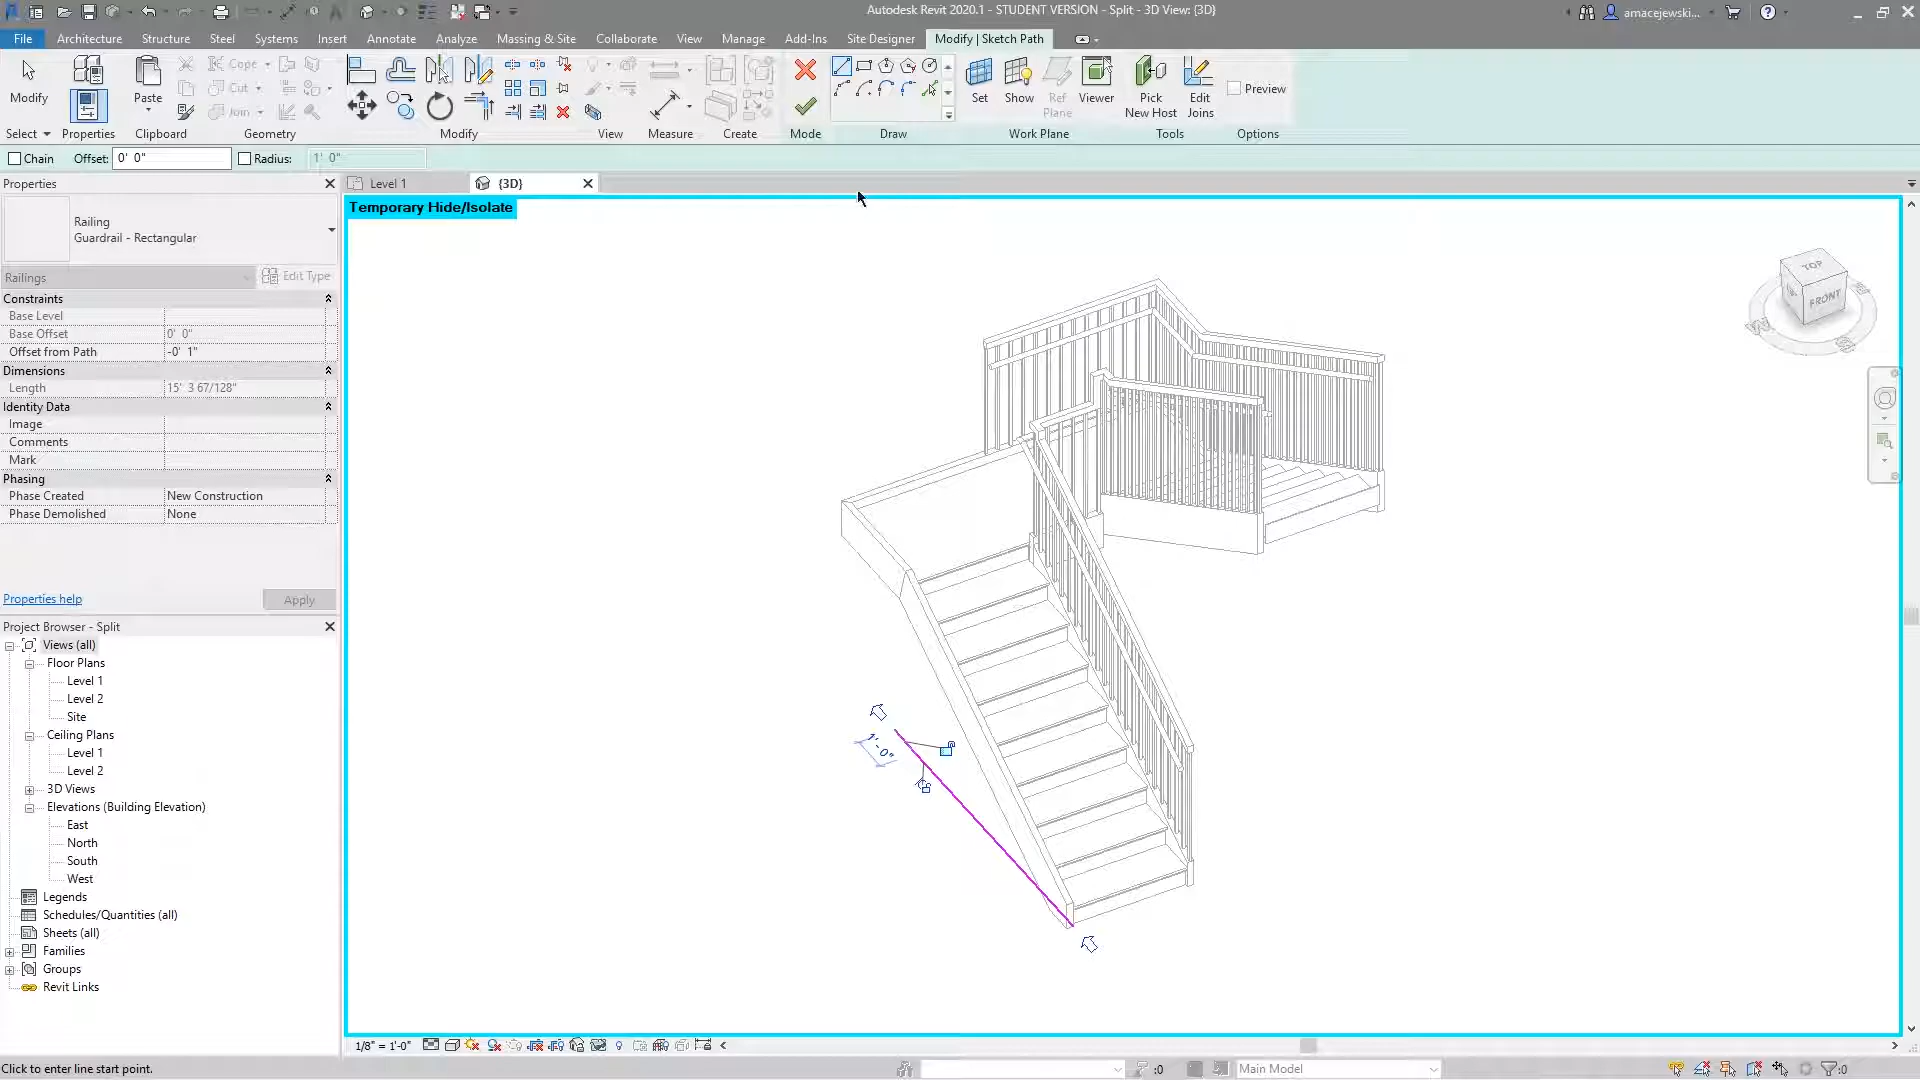 Autodesk Revit 2020.1 - STUDENT VERSION - Split - 3D View: {3D}
amacejewski...
File
Architecture
Structure
Steel
Systems
Insert
Annotate
Analyze
Massing & Site
Collaborate
View
Manage
Add-Ins
Site Designer
Modify | Sketch Path
Modify
Select
Properties
Paste
Clipboard
Cope
Cut
Join
Geometry
Modify
View
Measure
Create
Mode
Draw
Set
Show
Ref
Plane
Viewer
Work Plane
Pick
New Host
Edit
Joins
Tools
Preview
Options
Chain
Offset:
0' 0"
Radius:
1' 0"
Properties
Level 1
{3D}
Temporary Hide/Isolate
Railing
Guardrail - Rectangular
Railings
Edit Type
Constraints
Base Level
Base Offset
0' 0"
Offset from Path
-0' 1"
Dimensions
Length
15' 3 67/128"
Identity Data
Image
Comments
Mark
Phasing
Phase Created
New Construction
Phase Demolished
None
Properties help
Apply
Project Browser - Split
Views (all)
Floor Plans
Level 1
Level 2
Site
Ceiling Plans
Level 1
Level 2
3D Views
Elevations (Building Elevation)
East
North
South
West
Legends
Schedules/Quantities (all)
Sheets (all)
Families
Groups
Revit Links
TOP
FRONT
W
S
1' - 0"
1/8" = 1'-0"
Click to enter line start point.
:0
Main Model
:0